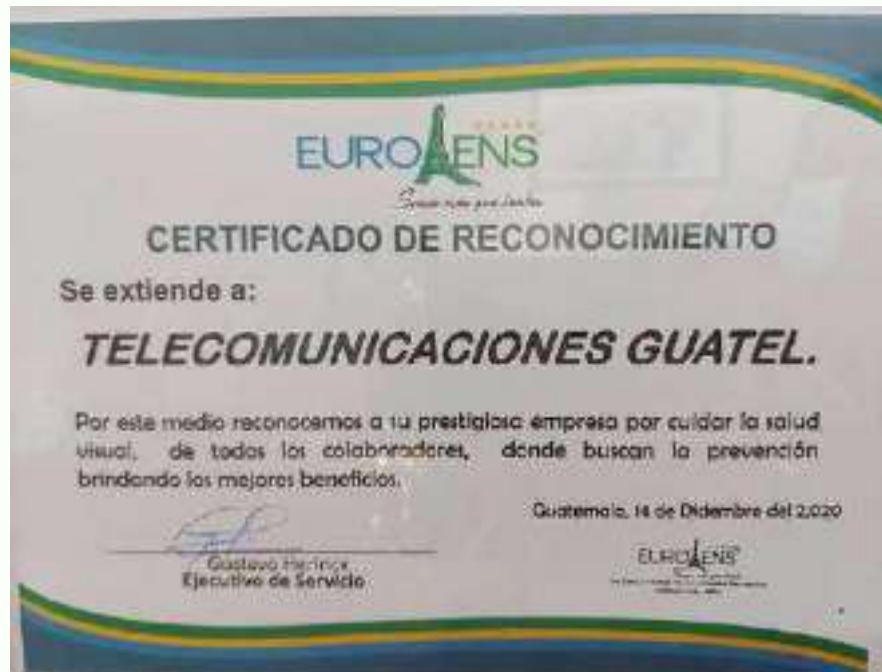 EUROLENS
CERTIFICADO DE RECONOCIMIENTO
Se extiende a:
TELECOMUNICACIONES GUATEL.
Por este medio reconocemos a tu prestigiosa empresa por cuidar la salud
visual, de todos los colaboradores, donde buscan la prevención
brindando los mejores beneficios.
Guatemala, 14 de Diciembre del 2,020
Gustavo
Ejecutivo de Servicio
EUROLENS